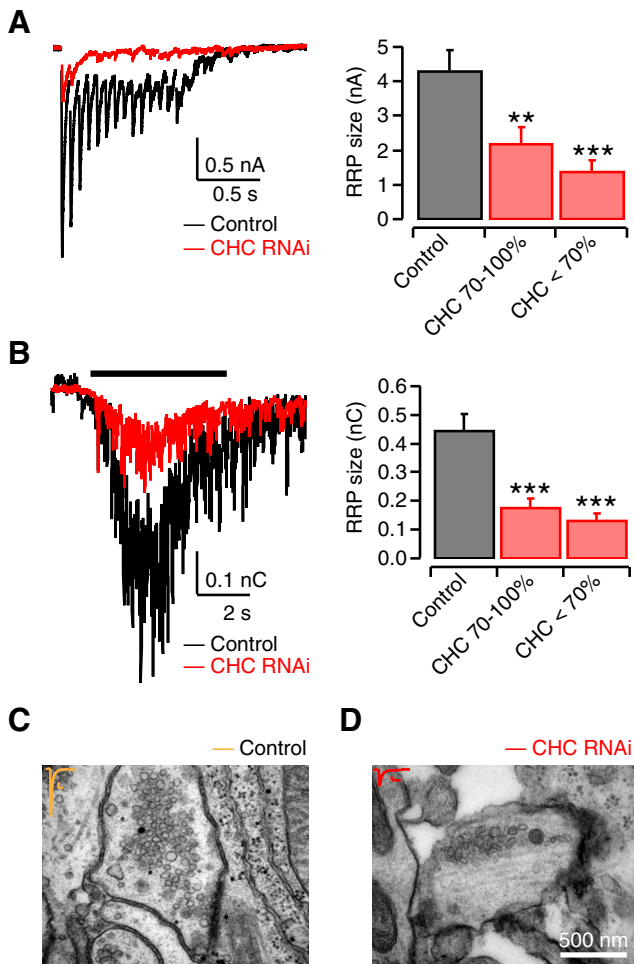 A
0.5 nA
0.5 s
— Control
— CHC RNAi
RRP size (nA)
5
4
3
2
1
0
**
***
Control
CHC 70-100%
CHC < 70%
B
0.1 nC
2 s
— Control
— CHC RNAi
RRP size (nC)
0.6
0.5
0.4
0.3
0.2
0.1
0.0
***
***
Control
CHC 70-100%
CHC < 70%
C
— Control
D
— CHC RNAi
500 nm